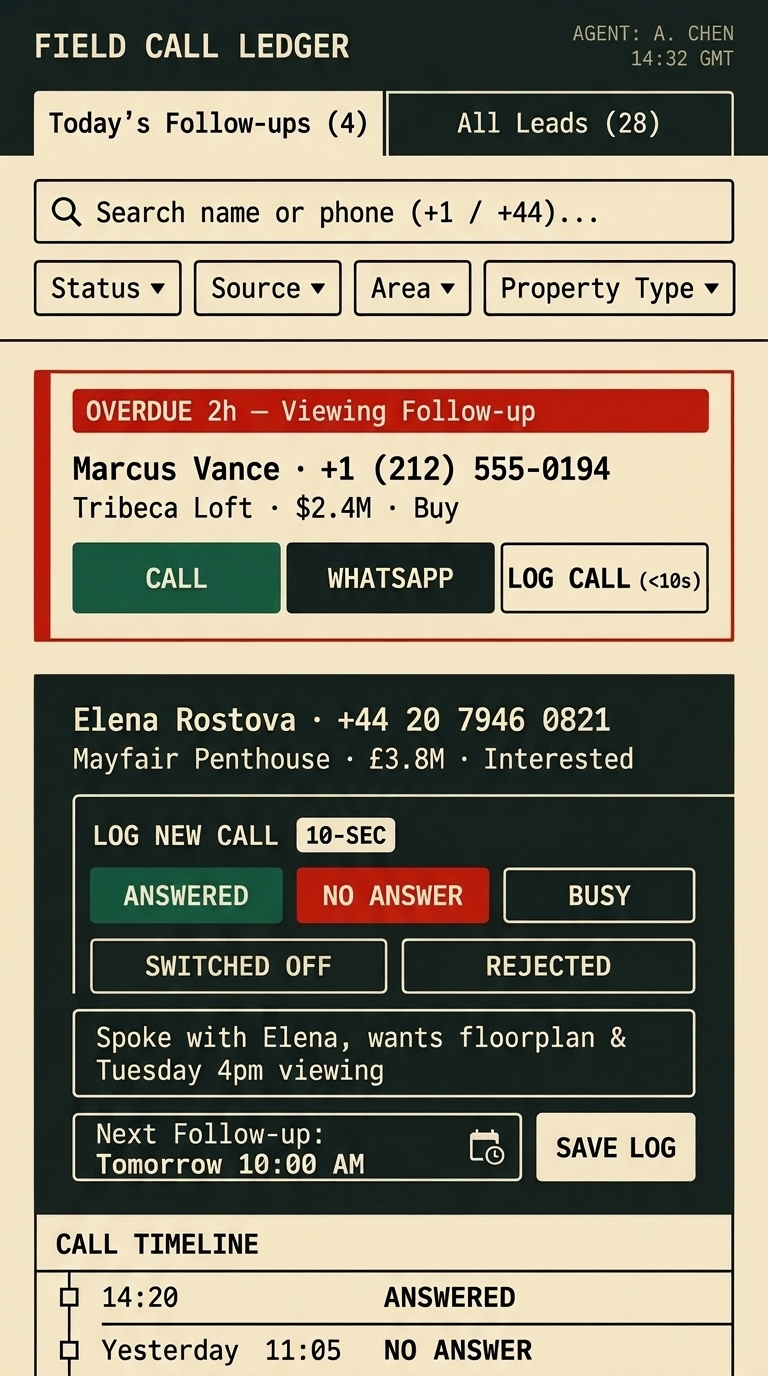 FIELD CALL LEDGER
AGENT: A. CHEN
14:32 GMT
Today’s Follow-ups (4)
All Leads (28)
Search name or phone (+1 / +44)...
Status ▼ Source ▼ Area ▼ Property Type ▼
OVERDUE 2h — Viewing Follow-up
Marcus Vance · +1 (212) 555-0194
Tribeca Loft · $2.4M · Buy
CALL WHATSAPP LOG CALL (<10s)
Elena Rostova · +44 20 7946 0821
Mayfair Penthouse · £3.8M · Interested
LOG NEW CALL 10-SEC
ANSWERED NO ANSWER BUSY
SWITCHED OFF REJECTED
Spoke with Elena, wants floorplan &
Tuesday 4pm viewing
Next Follow-up:
Tomorrow 10:00 AM
SAVE LOG
CALL TIMELINE
14:20 ANSWERED
Yesterday 11:05 NO ANSWER